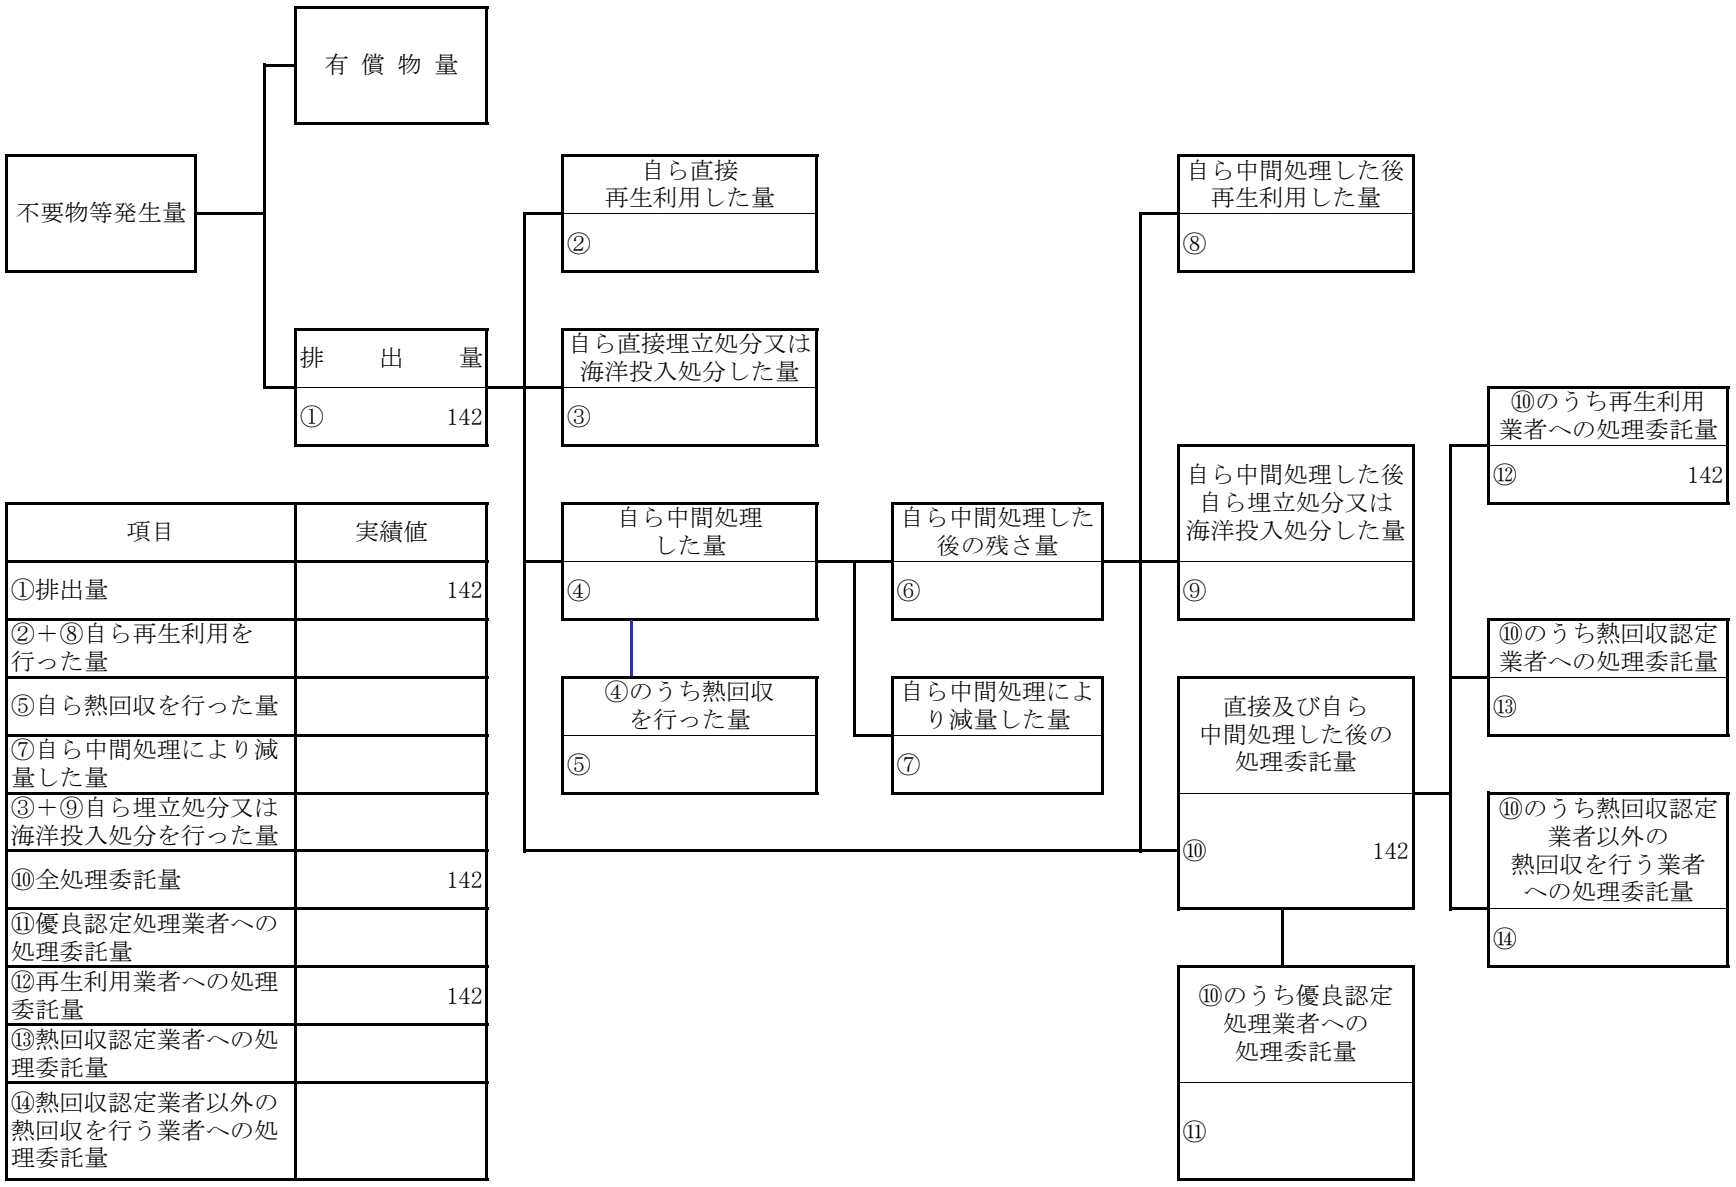 有償物量
不要物等発生量
自ら直接
再生利用した量
②
自ら中間処理した後
再生利用した量
⑧
排出量
① 142
自ら直接埋立処分又は
海洋投入処分した量
③
⑩のうち再生利用
業者への処理委託量
⑫ 142
自ら中間処理した後
自ら埋立処分又は
海洋投入処分した量
⑨
自ら中間処理
した量
④
自ら中間処理した
後の残さ量
⑥
⑩のうち熱回収認定
業者への処理委託量
⑬
④のうち熱回収
を行った量
⑤
自ら中間処理によ
り減量した量
⑦
直接及び自ら
中間処理した後の
処理委託量
⑩ 142
⑩のうち熱回収認定
業者以外の
熱回収を行う業者
への処理委託量
⑭
⑩のうち優良認定
処理業者への
処理委託量
⑪
項目 実績値
①排出量 142
②＋⑧自ら再生利用を
行った量
⑤自ら熱回収を行った量
⑦自ら中間処理により減
量した量
③＋⑨自ら埋立処分又は
海洋投入処分を行った量
⑩全処理委託量 142
⑪優良認定処理業者への
処理委託量
⑫再生利用業者への処理
委託量 142
⑬熱回収認定業者への処
理委託量
⑭熱回収認定業者以外の
熱回収を行う業者への処
理委託量